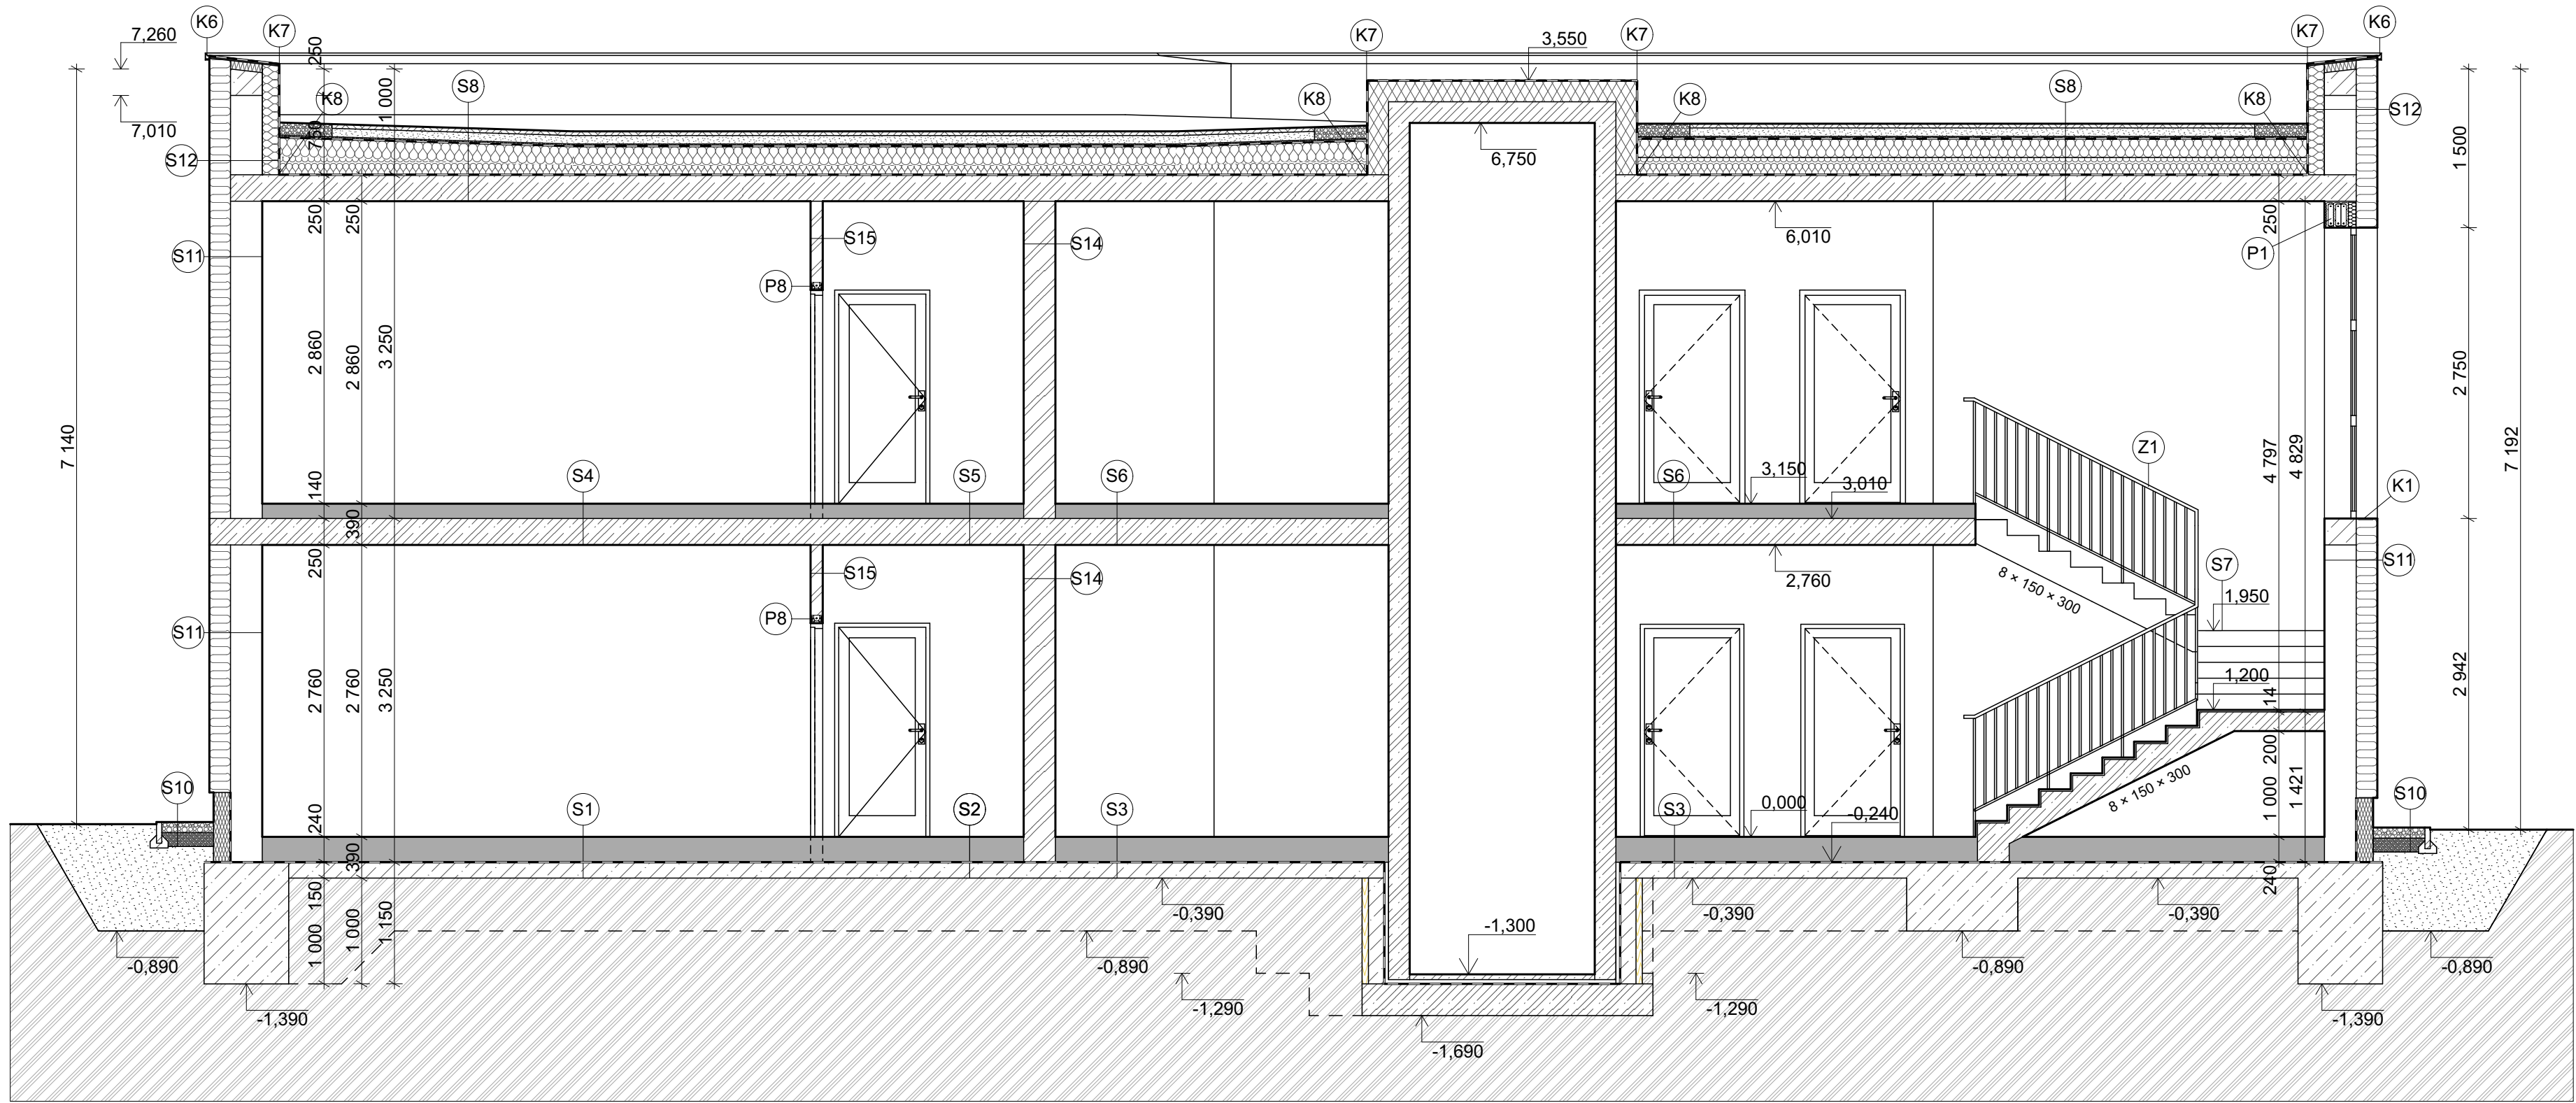 K6
K7
K7
K7
K7
K6
7,260
7,010
250
750
1 000
3,550
S8
S8
K8
K8
K8
K8
S12
S12
6,750
1 500
250
250
250
6,010
P1
S11
S15
S14
P8
2 860
2 860
3 250
2 750
7 140
7 192
Z1
4 797
4 829
S4
S5
S6
S6
3,150
3,010
K1
140
390
250
S15
S14
2,760
8 × 150 × 300
S7
S11
1,950
P8
S11
2 760
2 760
3 250
2 942
1,200
14
200
1 000
1 421
8 × 150 × 300
S10
S10
S1
S2
S3
S3
0,000
-0,240
240
390
240
150
1 000
1 000
1 150
-0,390
-0,390
-0,390
-1,300
-0,890
-0,890
-0,890
-0,890
-1,290
-1,290
-1,390
-1,390
-1,690